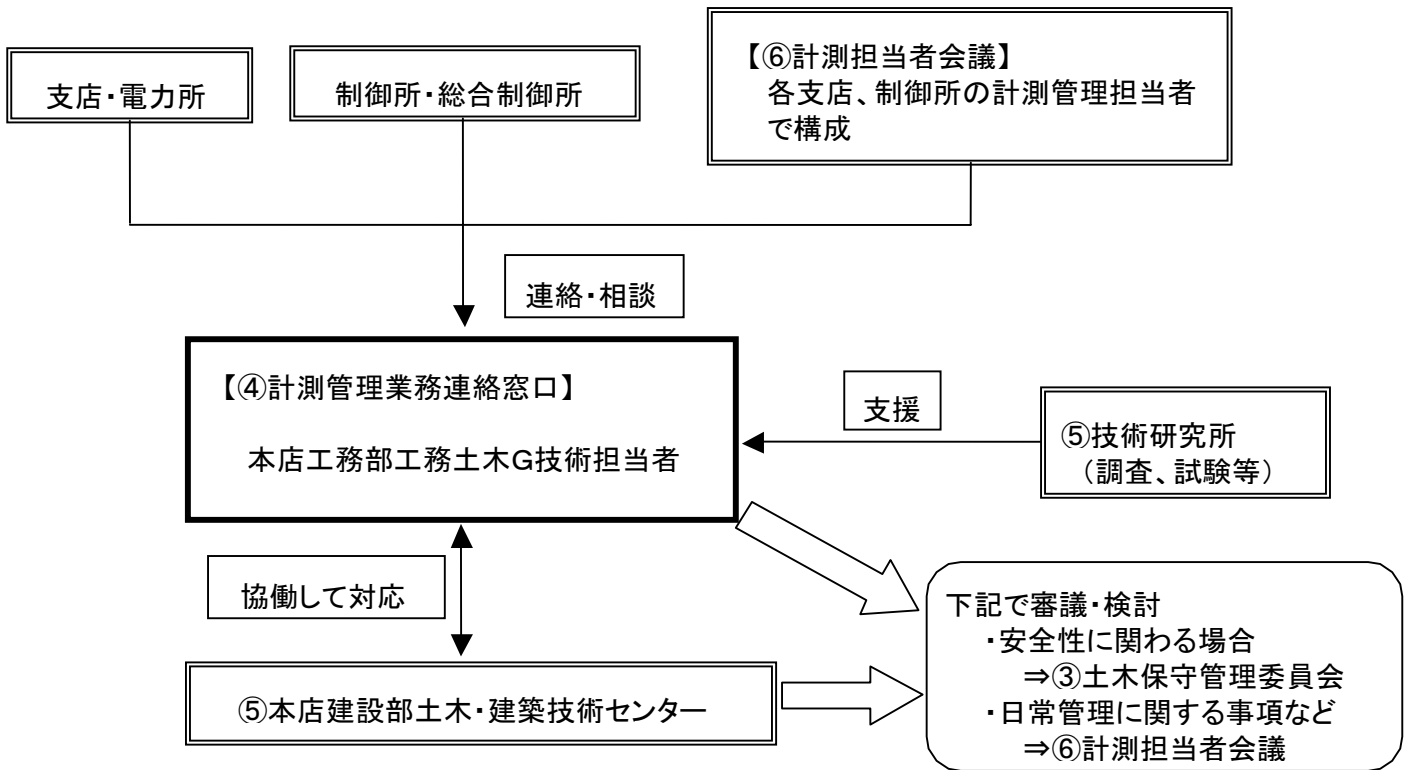 支店・電力所
制御所・総合制御所
【⑥計測担当者会議】
各支店、制御所の計測管理担当者
で構成
連絡・相談
【④計測管理業務連絡窓口】
本店工務部工務土木G技術担当者
支援
⑤技術研究所
（調査、試験等）
協働して対応
⑤本店建設部土木・建築技術センター
下記で審議・検討
・安全性に関わる場合
⇒③土木保守管理委員会
・日常管理に関する事項など
⇒⑥計測担当者会議